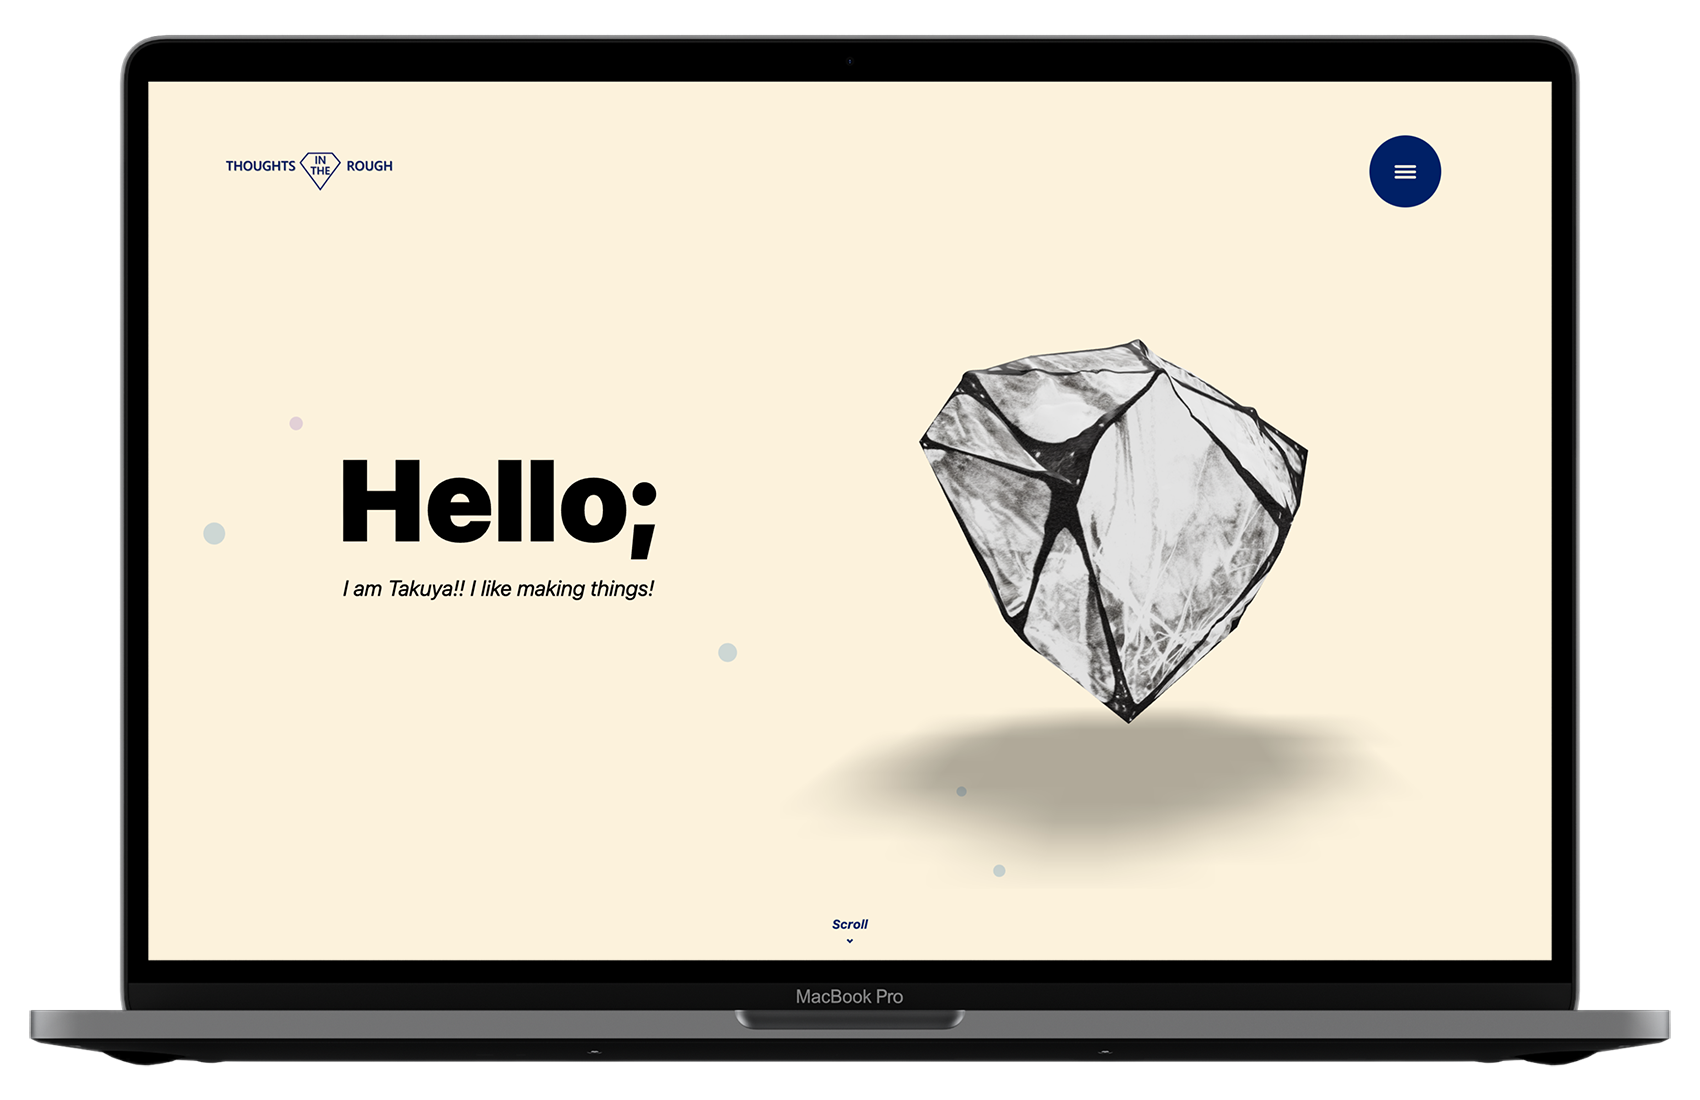 THOUGHTS IN THE ROUGH
Hello;
I am Takuya!! I like making things!
Scroll
MacBook Pro